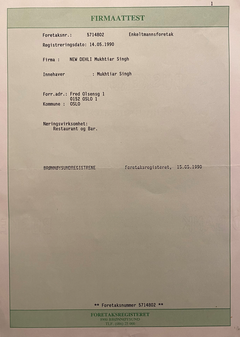 FIRMAATTEST
Foretaksnr.: 5714802 Enkeltmannsforetak
Registreringsdato: 14.05.1990
Firma : NEW DEHLI Mukhtiar Singh
Innehaver : Mukhtiar Singh
Forr.adr.: Fred Olsensg 1
0152 OSLO 1
Kommune : OSLO
Næringsvirksomhet:
Restaurant og Bar.
BRØNNØYSUNDREGISTRENE Foretaksregisteret, 15.05.1990
** Foretaksnummer 5714802 **
FORETAKSREGISTERET